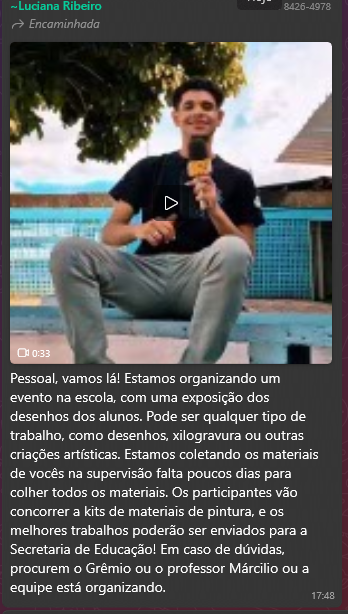 ~Luciana Ribeiro
8426-4978
Encaminhada
0:33
Pessoal, vamos lá! Estamos organizando um
evento na escola, com uma exposição dos
desenhos dos alunos. Pode ser qualquer tipo de
trabalho, como desenhos, xilogravura ou outras
criações artísticas. Estamos coletando os materiais
de vocês na supervisão falta poucos dias para
colher todos os materiais. Os participantes vão
concorrer a kits de materiais de pintura, e os
melhores trabalhos poderão ser enviados para a
Secretaria de Educação! Em caso de dúvidas,
procurem o Grêmio ou o professor Márcilio ou a
equipe está organizando.
17:48